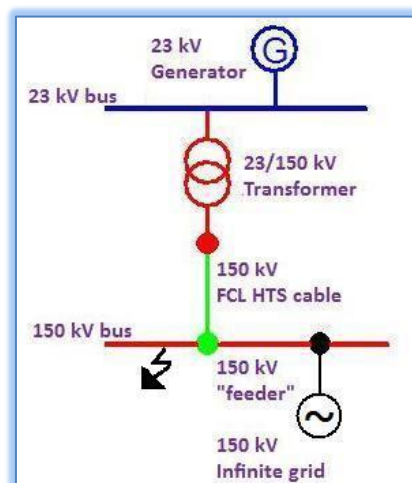 23 kV
Generator
G
23 kV bus
23/150 kV
Transformer
150 kV
FCL HTS cable
150 kV bus
150 kV
"feeder"
~
150 kV
Infinite grid